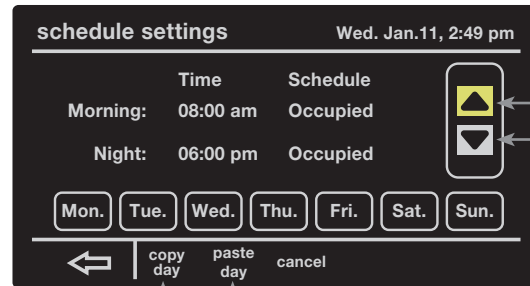 schedule settings Wed. Jan.11, 2:49 pm
Time Schedule
Morning: 08:00 am Occupied
Night: 06:00 pm Occupied
Mon. Tue. Wed. Thu. Fri. Sat. Sun.
copy day paste day cancel